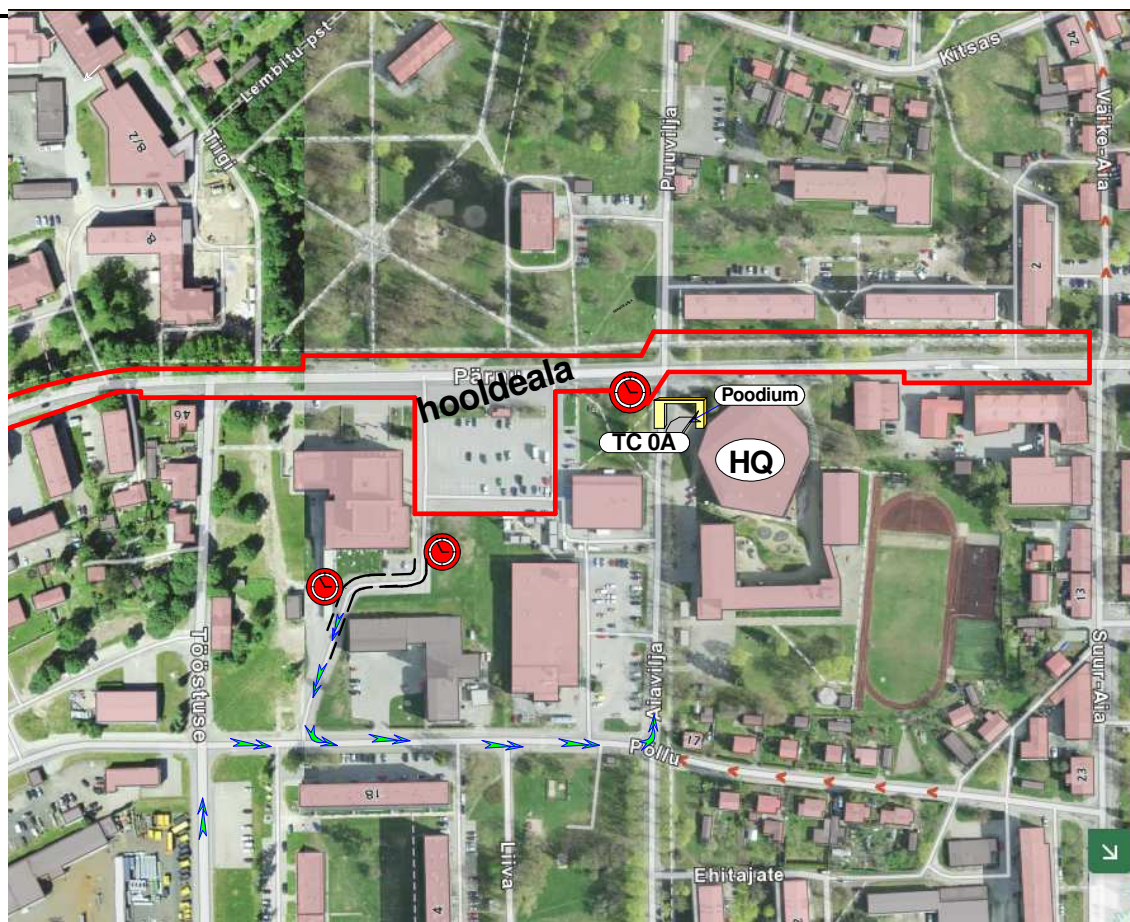 Kitsas
24
Väike-Aia
Lembitu pst
Tiigi
8/2
8
Puuvilja
2
Pärnu
hooldeala
46
Poodium
TC 0A
HQ
13
Tööstuse
Aiavilja
Suur-Aia
17
Põllu
23
18
Liiva
4
Ehitajate
2